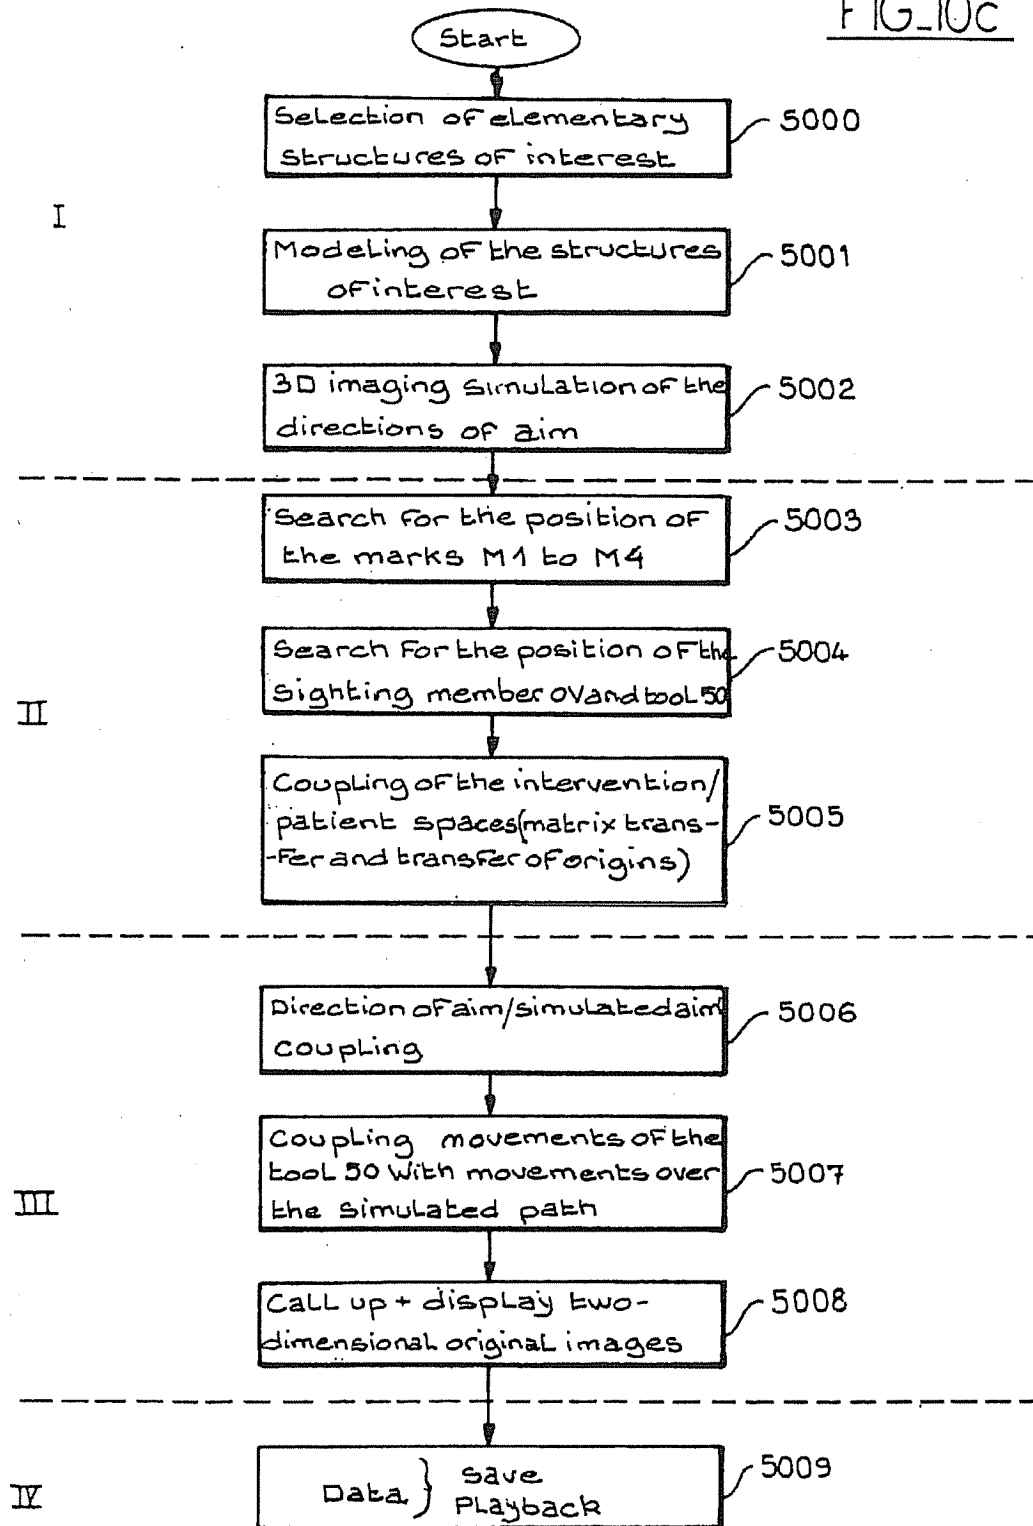 FIG_10c
Start
Selection of elementary
structures of interest
5000
I
Modeling of the structures
of interest
5001
3D imaging simulation of the
directions of aim
5002
Search for the position of
the marks M1 to M4
5003
II
Search for the position of the
sighting member OV and tool 50
5004
Coupling of the intervention/
patient spaces (matrix trans-
-fer and transfer of origins)
5005
Direction of aim/simulated aim
coupling
5006
III
Coupling movements of the
tool 50 with movements over
the simulated path
5007
Call up + display two-
dimensional original images
5008
IV
Data } Save
Playback
5009